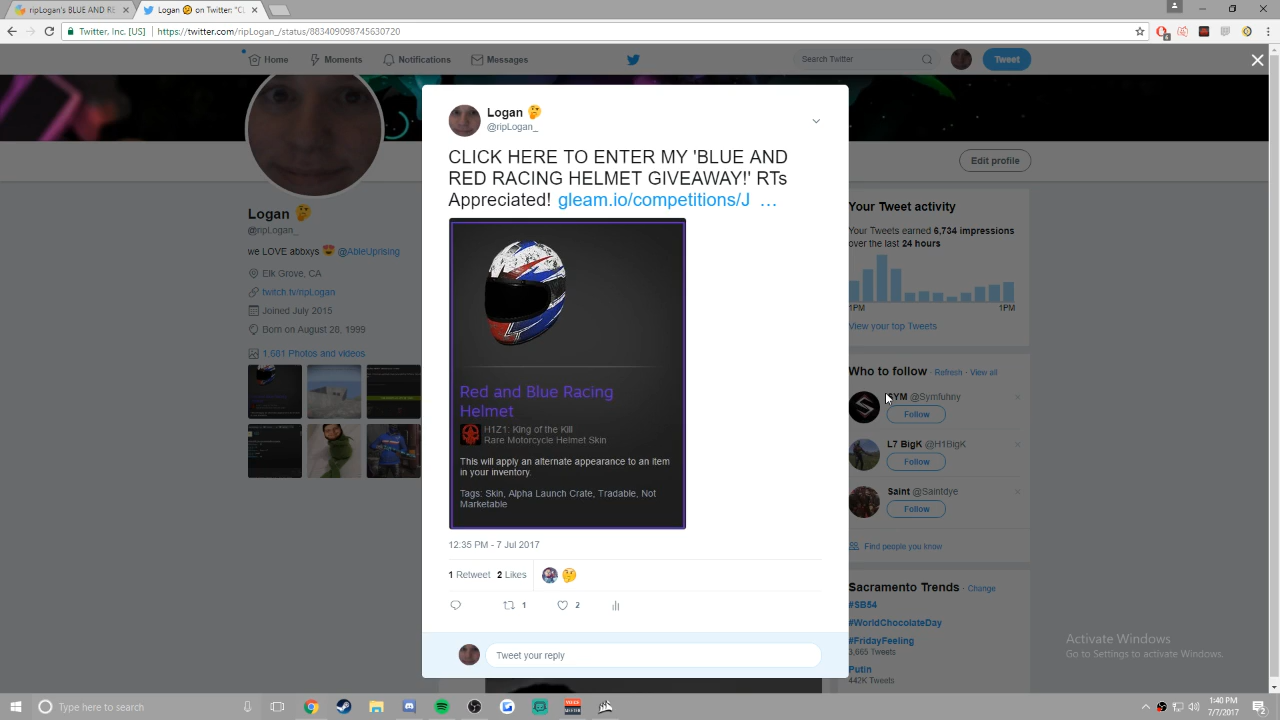 ripLogan's BLUE AND RE
Logan 🤔 on Twitter: "CL
Twitter, Inc. [US] | https://twitter.com/ripLogan_/status/883409098745630720
Home Moments Notifications Messages
Search Twitter
Tweet
Edit profile
Logan 🤔
@ripLogan_
we LOVE abbxys 😍 @AbleUprising
Elk Grove, CA
twitch.tv/ripLogan
Joined July 2015
Born on August 28, 1999
1,681 Photos and videos
Logan 🤔
@ripLogan_
CLICK HERE TO ENTER MY 'BLUE AND
RED RACING HELMET GIVEAWAY!' RTs
Appreciated! gleam.io/competitions/J …
Red and Blue Racing
Helmet
H1Z1: King of the Kill
Rare Motorcycle Helmet Skin
This will apply an alternate appearance to an item
in your inventory.
Tags: Skin, Alpha Launch Crate, Tradable, Not
Marketable
12:35 PM - 7 Jul 2017
1 Retweet 2 Likes
1 2
Tweet your reply
Your Tweet activity
Your Tweets earned 6,734 impressions
over the last 24 hours
1PM 1PM
View your top Tweets
Who to follow · Refresh · View all
SYM @Symfuhny
Follow
L7 BigK @H1BigK
Follow
Saint @Saintdye
Follow
Find people you know
Sacramento Trends · Change
#SB54
#WorldChocolateDay
#FridayFeeling
3,665 Tweets
Putin
442K Tweets
Activate Windows
Go to Settings to activate Windows.
Type here to search
1:40 PM
7/7/2017